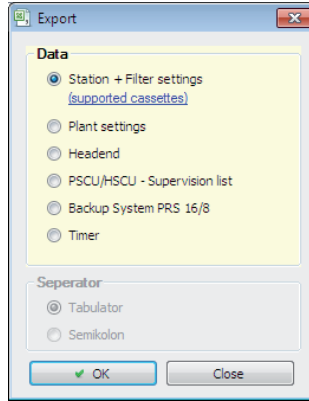 Export
Data
Station + Filter settings
(supported cassettes)
Plant settings
Headend
PSCU/HSCU - Supervision list
Backup System PRS 16/8
Timer
Seperator
Tabulator
Semikolon
OK
Close